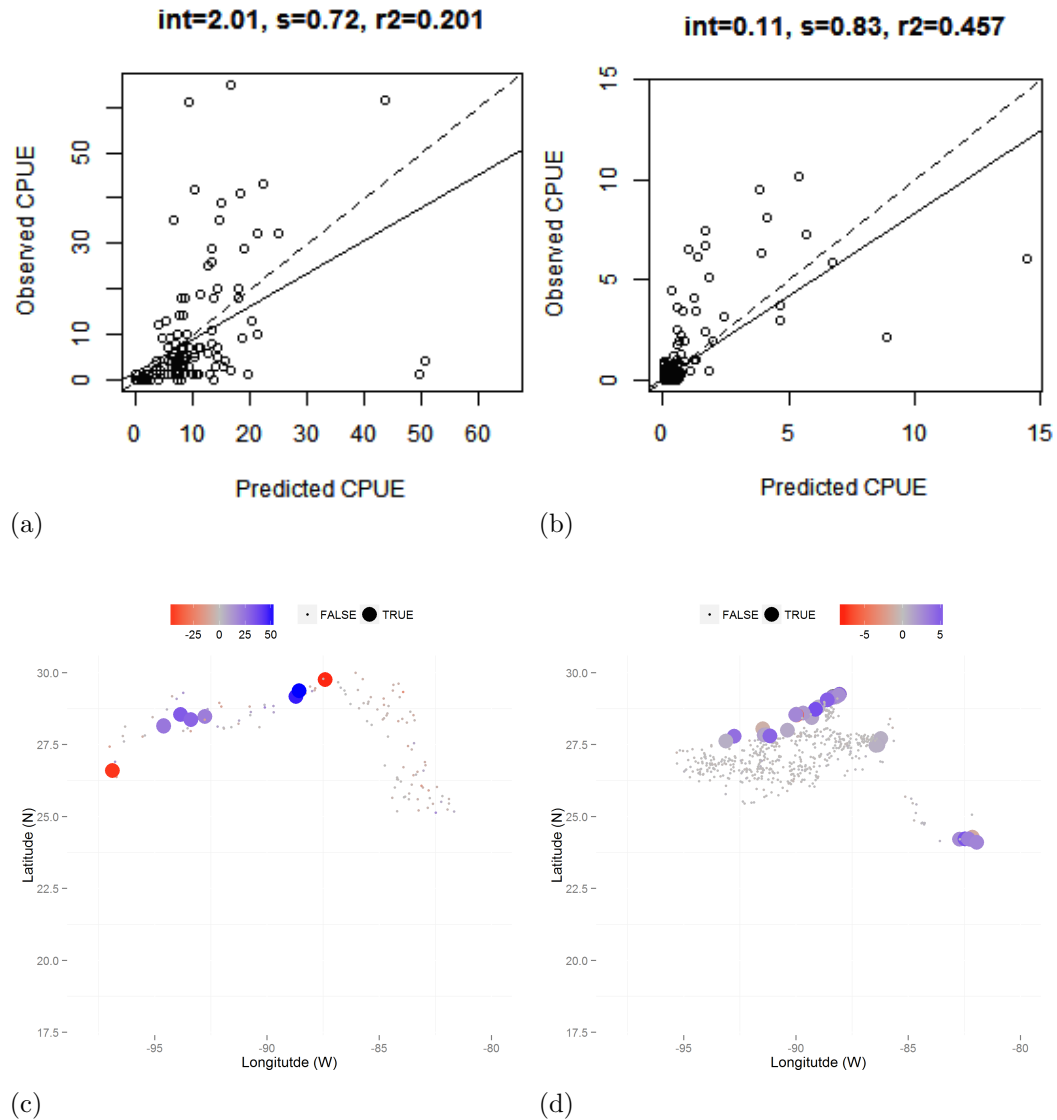 int=2.01, s=0.72, r2=0.201
Observed CPUE
50
30
10
0
0 10 20 30 40 50 60
Predicted CPUE
(a)
int=0.11, s=0.83, r2=0.457
Observed CPUE
15
10
5
0
0 5 10 15
Predicted CPUE
(b)
-25 0 25 50
FALSE TRUE
Latitude (N)
30.0
27.5
25.0
22.5
20.0
17.5
-95 -90 -85 -80
Longitutde (W)
(c)
FALSE TRUE
-5 0 5
Latitude (N)
30.0
27.5
25.0
22.5
20.0
17.5
-95 -90 -85 -80
Longitutde (W)
(d)